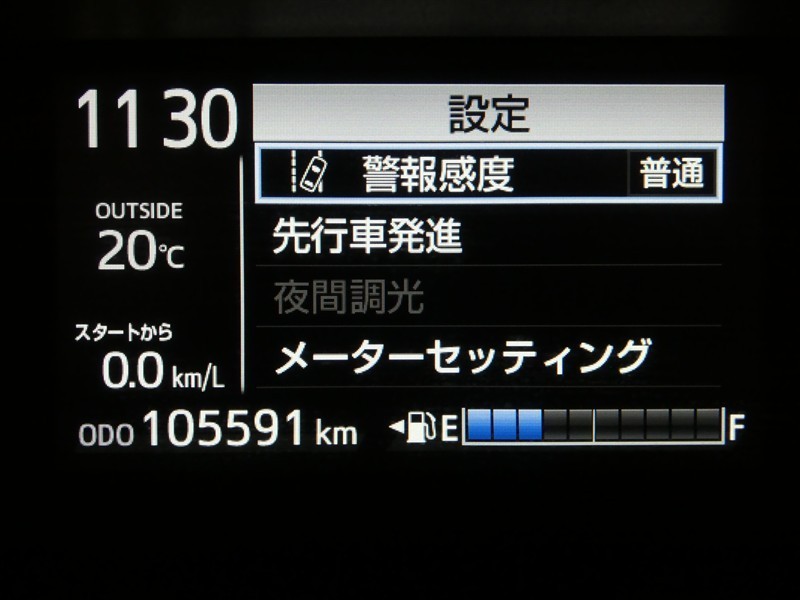 11 30
設定
警報感度 普通
OUTSIDE
20℃
先行車発進
夜間調光
スタートから
0.0 km/L
メーターセッティング
ODO 105591 km
E F